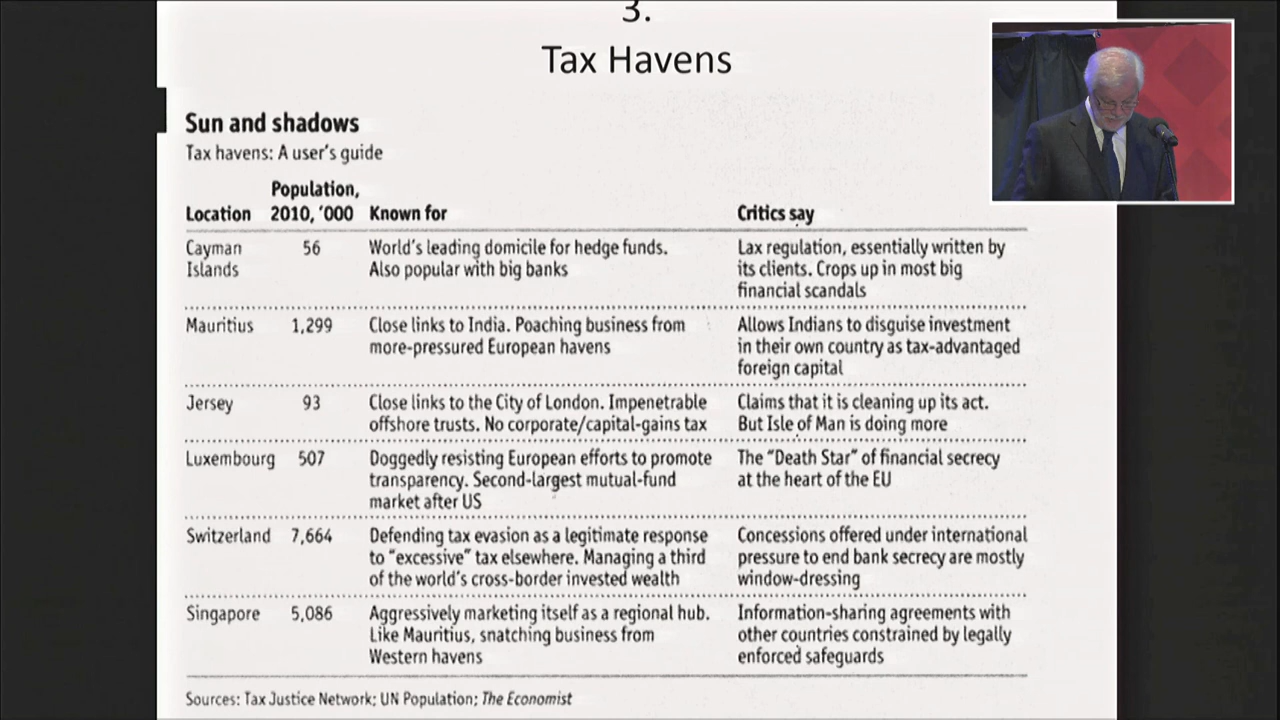 3.
Tax Havens
Sun and shadows
Tax havens: A user's guide
Population,
Location 2010, '000 Known for Critics say
Cayman 56 World's leading domicile for hedge funds. Lax regulation, essentially written by
Islands Also popular with big banks its clients. Crops up in most big
financial scandals
Mauritius 1,299 Close links to India. Poaching business from Allows Indians to disguise investment
more-pressured European havens in their own country as tax-advantaged
foreign capital
Jersey 93 Close links to the City of London. Impenetrable Claims that it is cleaning up its act.
offshore trusts. No corporate/capital-gains tax But Isle of Man is doing more
Luxembourg 507 Doggedly resisting European efforts to promote The “Death Star” of financial secrecy
transparency. Second-largest mutual-fund at the heart of the EU
market after US
Switzerland 7,664 Defending tax evasion as a legitimate response Concessions offered under international
to “excessive” tax elsewhere. Managing a third pressure to end bank secrecy are mostly
of the world's cross-border invested wealth window-dressing
Singapore 5,086 Aggressively marketing itself as a regional hub. Information-sharing agreements with
Like Mauritius, snatching business from other countries constrained by legally
Western havens enforced safeguards
Sources: Tax Justice Network; UN Population; The Economist